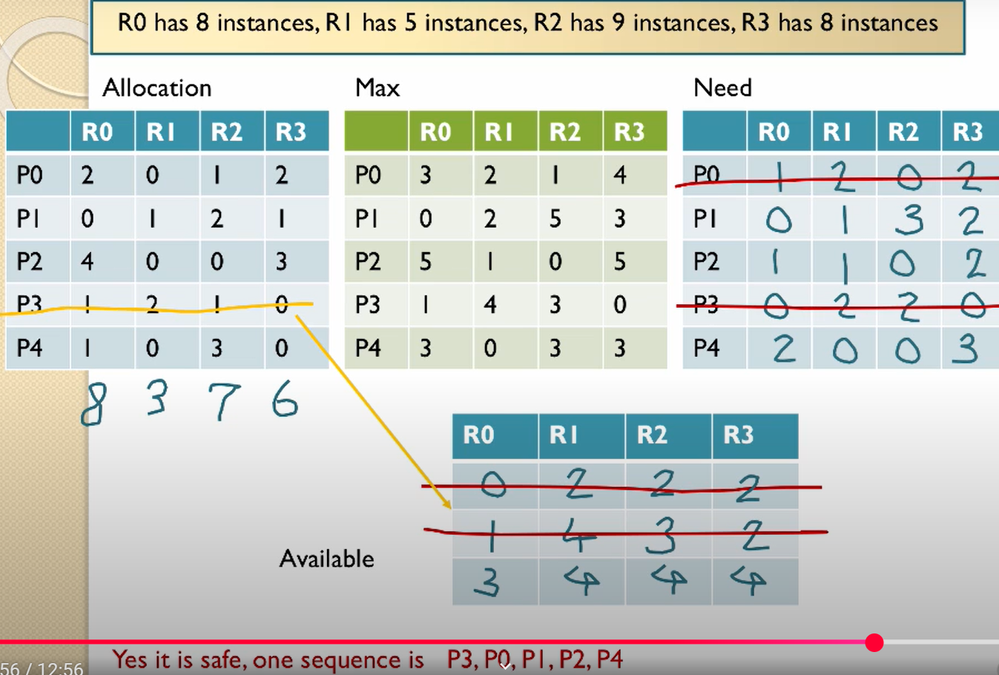 R0 has 8 instances, R1 has 5 instances, R2 has 9 instances, R3 has 8 instances
Allocation Max Need
R0 R1 R2 R3 R0 R1 R2 R3 R0 R1 R2 R3
P0 2 0 1 2 P0 3 2 1 4 P0 1 2 0 2
P1 0 1 2 1 P1 0 2 5 3 P1 0 1 3 2
P2 4 0 0 3 P2 5 1 0 5 P2 1 1 0 2
P3 1 2 1 0 P3 1 4 3 0 P3 0 2 2 0
P4 1 0 3 0 P4 3 0 3 3 P4 2 0 0 3
8 3 7 6
R0 R1 R2 R3
0 2 2 2
1 4 3 2
Available
3 4 4 4
Yes it is safe, one sequence is P3, P0, P1, P2, P4
56 / 12:56